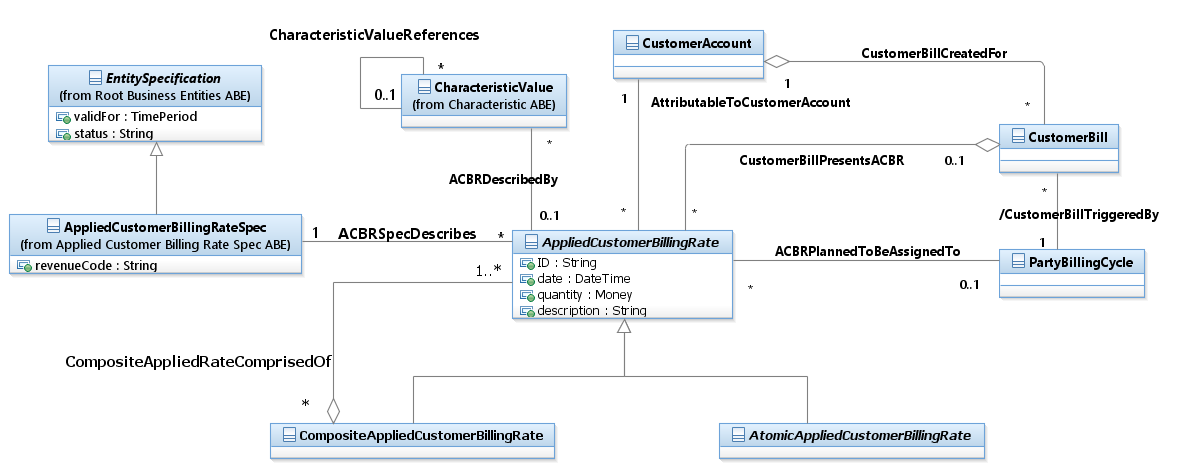 CharacteristicValueReferences
CustomerAccount
CustomerBillCreatedFor
EntitySpecification
(from Root Business Entities ABE)
validFor : TimePeriod
status : String
*
CharacteristicValue
(from Characteristic ABE)
0..1
1
1
AttributableToCustomerAccount
*
CustomerBill
*
CustomerBillPresentsACBR
0..1
ACBRDescribedBy
*
/CustomerBillTriggeredBy
0..1
*
*
AppliedCustomerBillingRateSpec
(from Applied Customer Billing Rate Spec ABE)
revenueCode : String
1
ACBRSpecDescribes
*
AppliedCustomerBillingRate
ID : String
date : DateTime
quantity : Money
description : String
ACBRPlannedToBeAssignedTo
1
PartyBillingCycle
1..*
*
0..1
CompositeAppliedRateComprisedOf
*
CompositeAppliedCustomerBillingRate
AtomicAppliedCustomerBillingRate